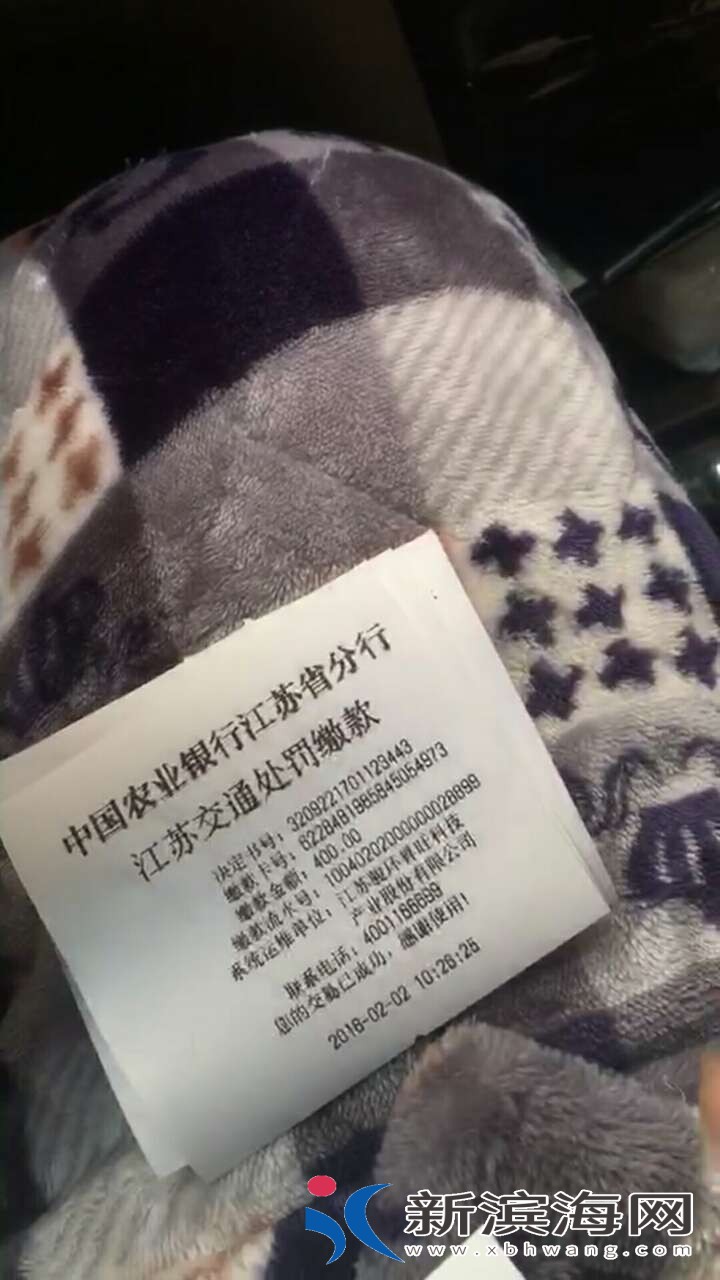 中国农业银行江苏省分行
江苏交通处罚缴款
决定书号: 3209221701123443
缴款卡号: 6228481985845054973
缴款金额: 400.00
缴款流水号: 1004020200000028899
系统运维单位: 江苏银环祥旺科技
产业股份有限公司
联系电话: 4001188699
您的交易已成功, 感谢使用!
2018-02-02 10:26:25
新滨海网
www.xbhwang.com